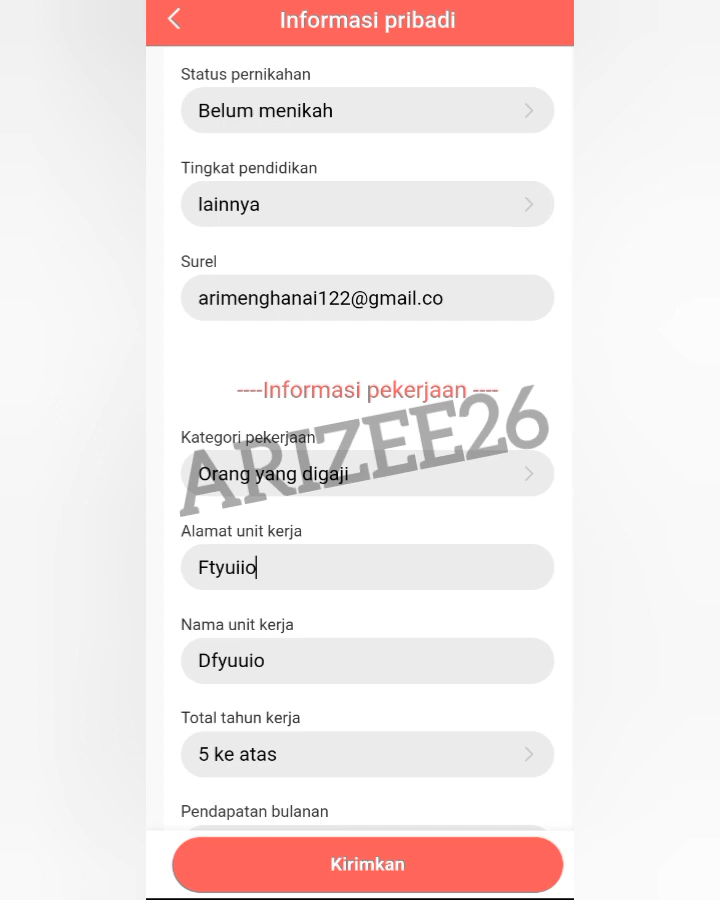 Informasi pribadi
Status pernikahan
Belum menikah
Tingkat pendidikan
lainnya
Surel
arimenghanai122@gmail.co
----Informasi pekerjaan ----
ARIZEE26
Kategori pekerjaan
Orang yang digaji
Alamat unit kerja
Ftyuiio
Nama unit kerja
Dfyuuio
Total tahun kerja
5 ke atas
Pendapatan bulanan
Kirimkan